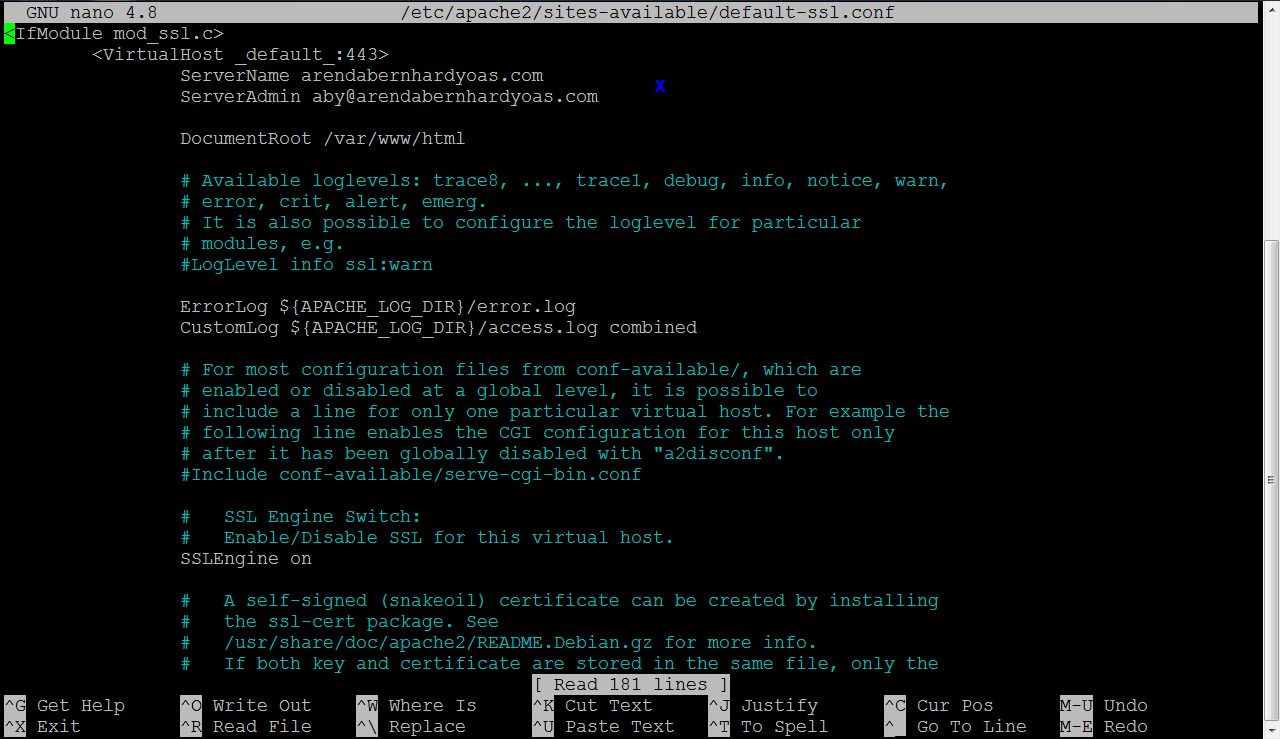 GNU nano 4.8 /etc/apache2/sites-available/default-ssl.conf
<IfModule mod_ssl.c>
<VirtualHost _default_:443>
ServerName arendabernhardyoas.com
x
ServerAdmin aby@arendabernhardyoas.com
DocumentRoot /var/www/html
# Available loglevels: trace8, ..., trace1, debug, info, notice, warn,
# error, crit, alert, emerg.
# It is also possible to configure the loglevel for particular
# modules, e.g.
#LogLevel info ssl:warn
ErrorLog ${APACHE_LOG_DIR}/error.log
CustomLog ${APACHE_LOG_DIR}/access.log combined
# For most configuration files from conf-available/, which are
# enabled or disabled at a global level, it is possible to
# include a line for only one particular virtual host. For example the
# following line enables the CGI configuration for this host only
# after it has been globally disabled with "a2disconf".
#Include conf-available/serve-cgi-bin.conf
# SSL Engine Switch:
# Enable/Disable SSL for this virtual host.
SSLEngine on
# A self-signed (snakeoil) certificate can be created by installing
# the ssl-cert package. See
# /usr/share/doc/apache2/README.Debian.gz for more info.
# If both key and certificate are stored in the same file, only the
[ Read 181 lines ]
^G Get Help ^O Write Out ^W Where Is ^K Cut Text ^J Justify ^C Cur Pos M-U Undo
^X Exit ^R Read File ^\ Replace ^U Paste Text ^T To Spell ^ Go To Line M-E Redo